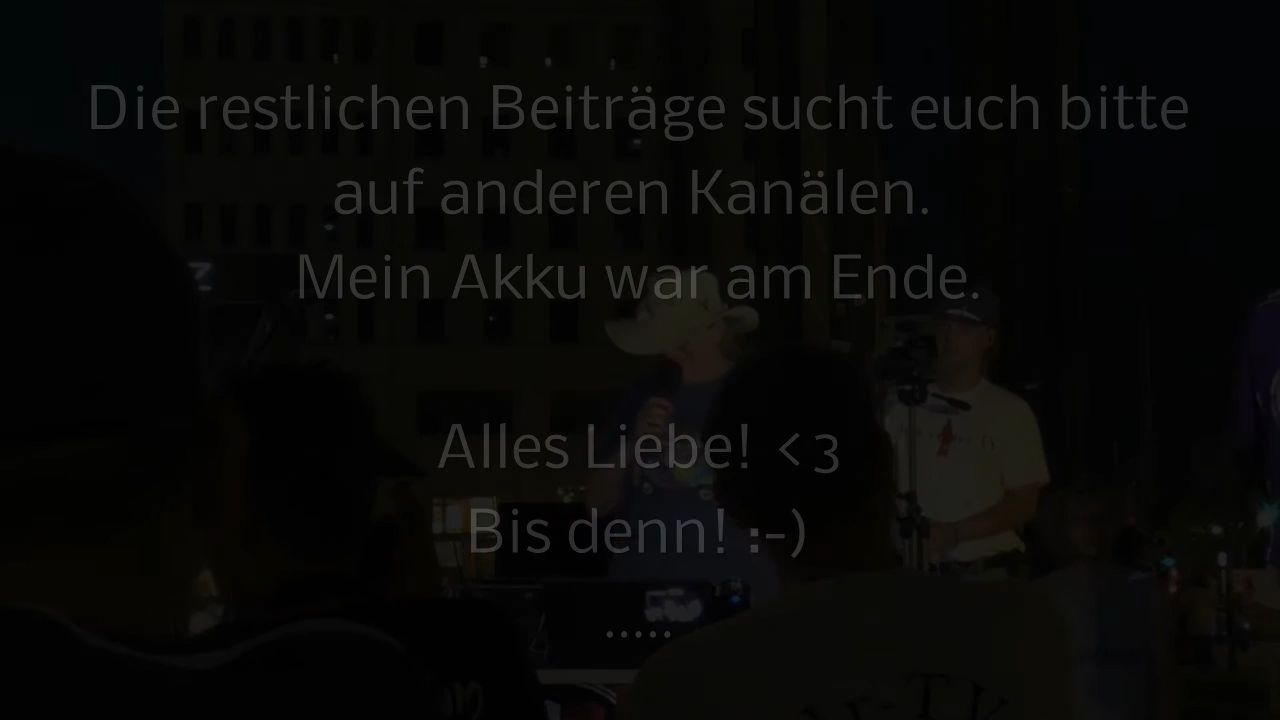 Die restlichen Beiträge sucht euch bitte
auf anderen Kanälen.
Mein Akku war am Ende.
Alles Liebe! <3
Bis denn! :-)
.....